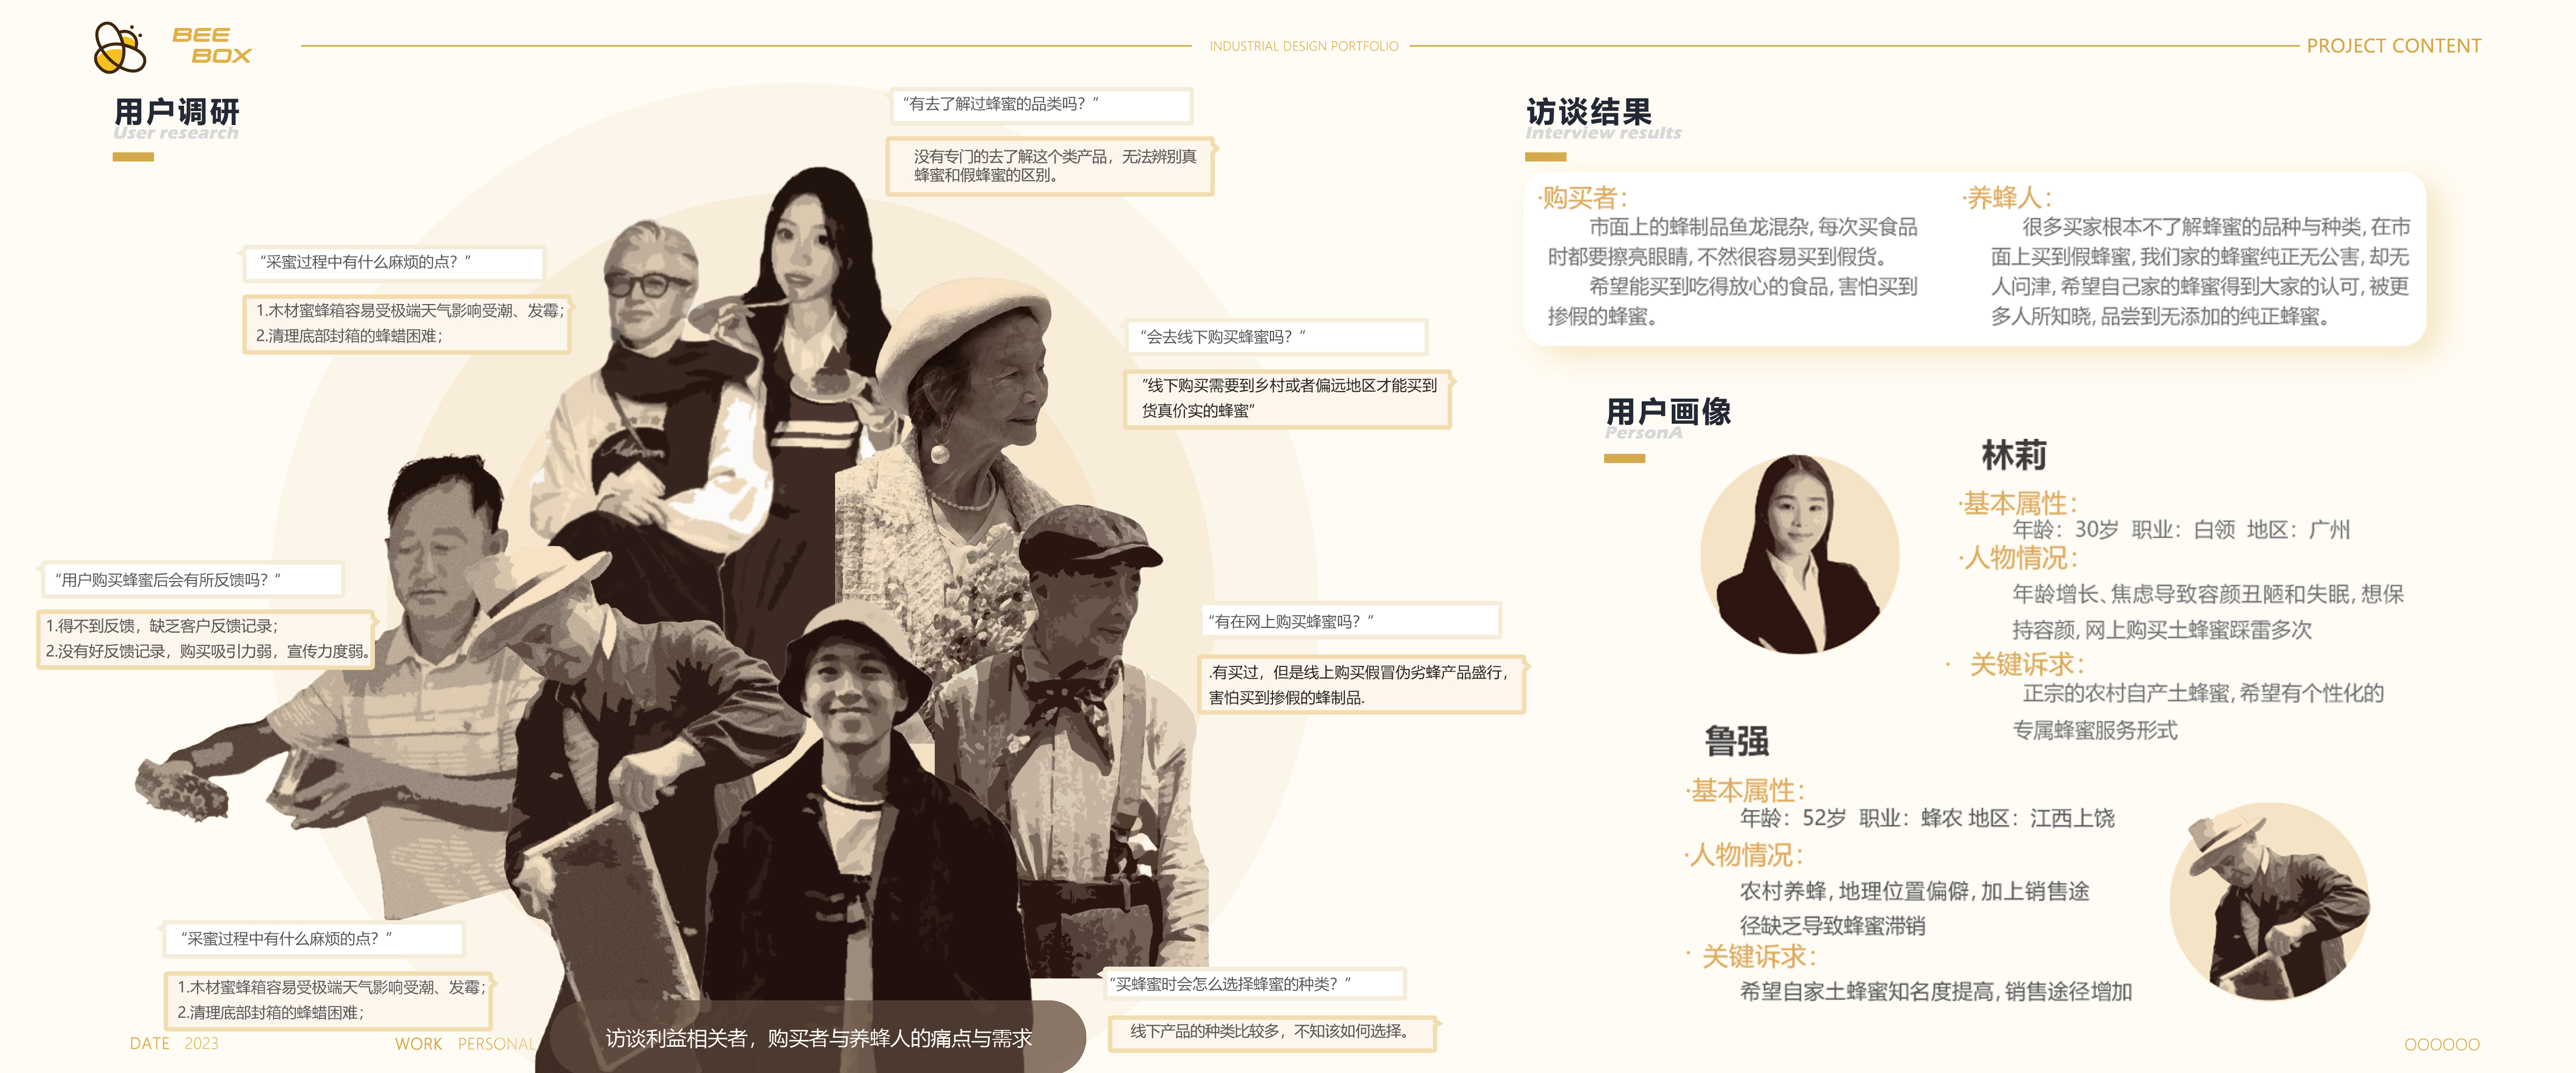 BEE
BOX
INDUSTRIAL DESIGN PORTFOLIO
PROJECT CONTENT
用户调研
User research
“有去了解过蜂蜜的品类吗？”
没有专门的去了解这个类产品，无法辨别真
蜂蜜和假蜂蜜的区别。
“采蜜过程中有什么麻烦的点？”
1.木材蜜蜂箱容易受极端天气影响受潮、发霉；
2.清理底部封箱的蜂蜡困难；
“会去线下购买蜂蜜吗？”
“线下购买需要到乡村或者偏远地区才能买到
货真价实的蜂蜜”
“用户购买蜂蜜后会有所反馈吗？“
1.得不到反馈，缺乏客户反馈记录；
2.没有好反馈记录，购买吸引力弱，宣传力度弱。
“有在网上购买蜂蜜吗？”
.有买过，但是线上购买假冒伪劣蜂产品盛行，
害怕买到掺假的蜂制品.
“采蜜过程中有什么麻烦的点？”
1.木材蜜蜂箱容易受极端天气影响受潮、发霉；
2.清理底部封箱的蜂蜡困难；
“买蜂蜜时会怎么选择蜂蜜的种类？”
线下产品的种类比较多，不知该如何选择。
访谈利益相关者，购买者与养蜂人的痛点与需求
DATE 2023
WORK PERSONAL
访谈结果
Interview results
·购买者：
市面上的蜂制品鱼龙混杂，每次买食品
时都要擦亮眼睛，不然很容易买到假货。
希望能买到吃得放心的食品，害怕买到
掺假的蜂蜜。
·养蜂人：
很多买家根本不了解蜂蜜的品种与种类，在市
面上买到假蜂蜜，我们家的蜂蜜纯正无公害，却无
人问津，希望自己家的蜂蜜得到大家的认可，被更
多人所知晓，品尝到无添加的纯正蜂蜜。
用户画像
PersonA
林莉
·基本属性：
年龄：30岁 职业：白领 地区：广州
·人物情况：
年龄增长、焦虑导致容颜丑陋和失眠，想保
持容颜，网上购买土蜂蜜踩雷多次
· 关键诉求：
正宗的农村自产土蜂蜜，希望有个性化的
专属蜂蜜服务形式
鲁强
·基本属性：
年龄：52岁 职业：蜂农 地区：江西上饶
·人物情况：
农村养蜂，地理位置偏僻，加上销售途
径缺乏导致蜂蜜滞销
· 关键诉求：
希望自家土蜂蜜知名度提高，销售途径增加
OOOOOO